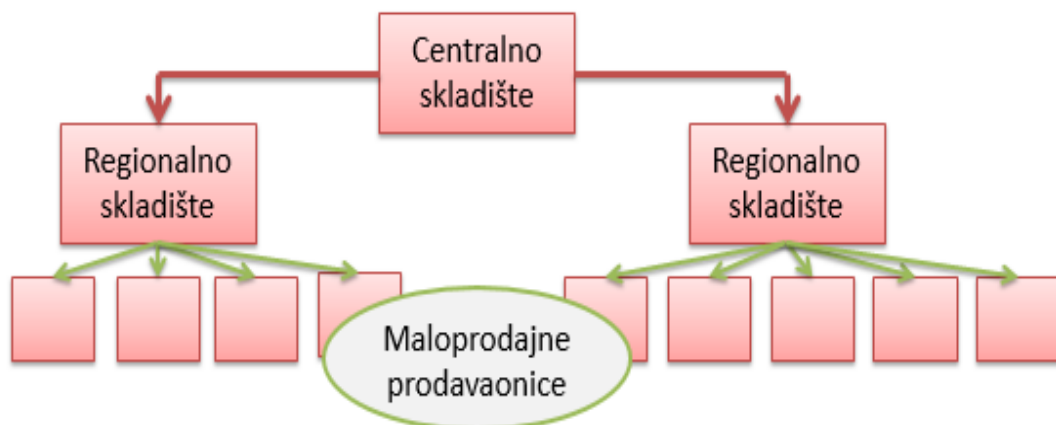 Centralno
skladište
Regionalno
skladište
Regionalno
skladište
Maloprodajne
prodavaonice